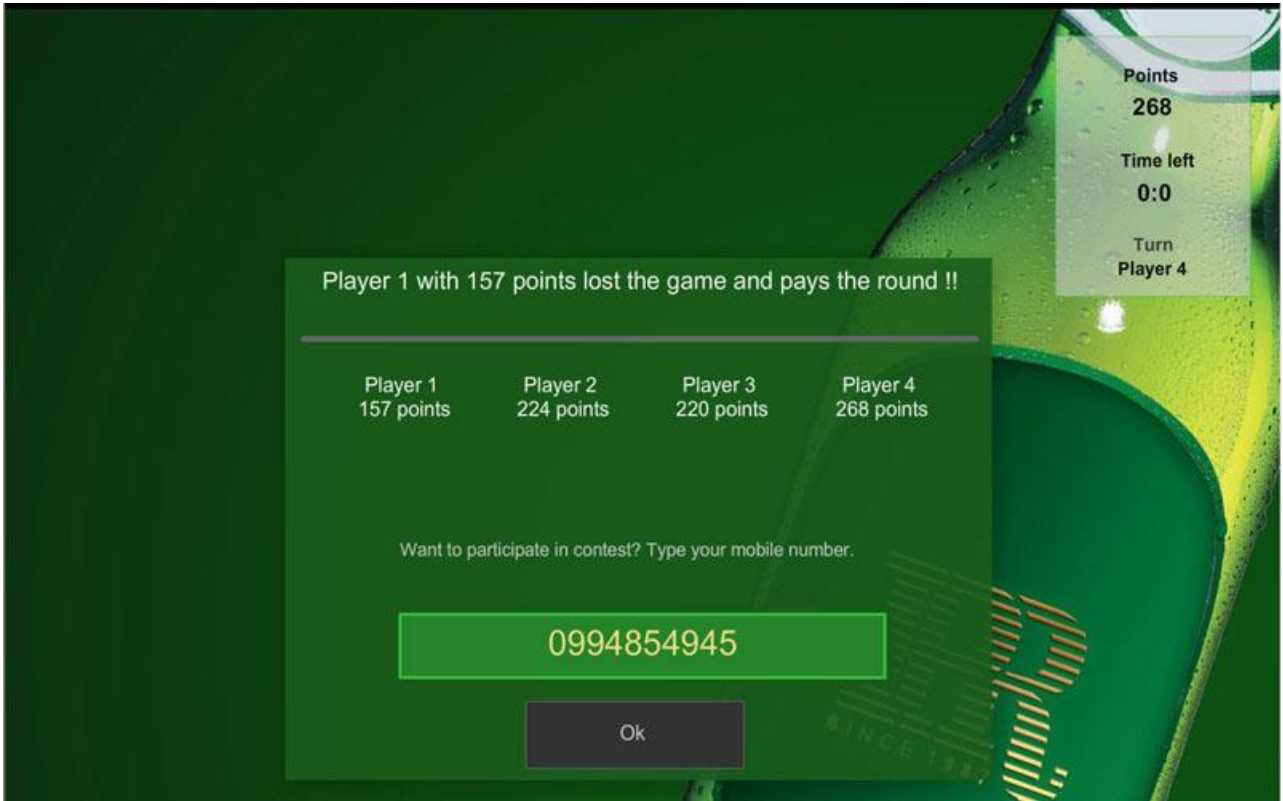 Points
268
Time left
0:0
Turn
Player 4
Player 1 with 157 points lost the game and pays the round !!
Player 1 Player 2 Player 3 Player 4
157 points 224 points 220 points 268 points
Want to participate in contest? Type your mobile number.
0994854945
Ok